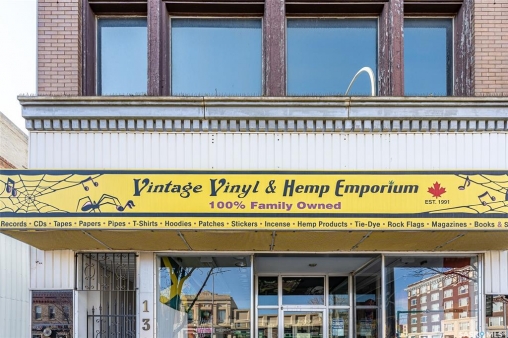 Vintage Vinyl & Hemp Emporium
100% Family Owned
EST. 1991
Records • CDs • Tapes • Papers • Pipes • T-Shirts • Hoodies • Patches • Stickers • Incense • Hemp Products • Tie-Dye • Rock Flags • Magazines • Books & S
13